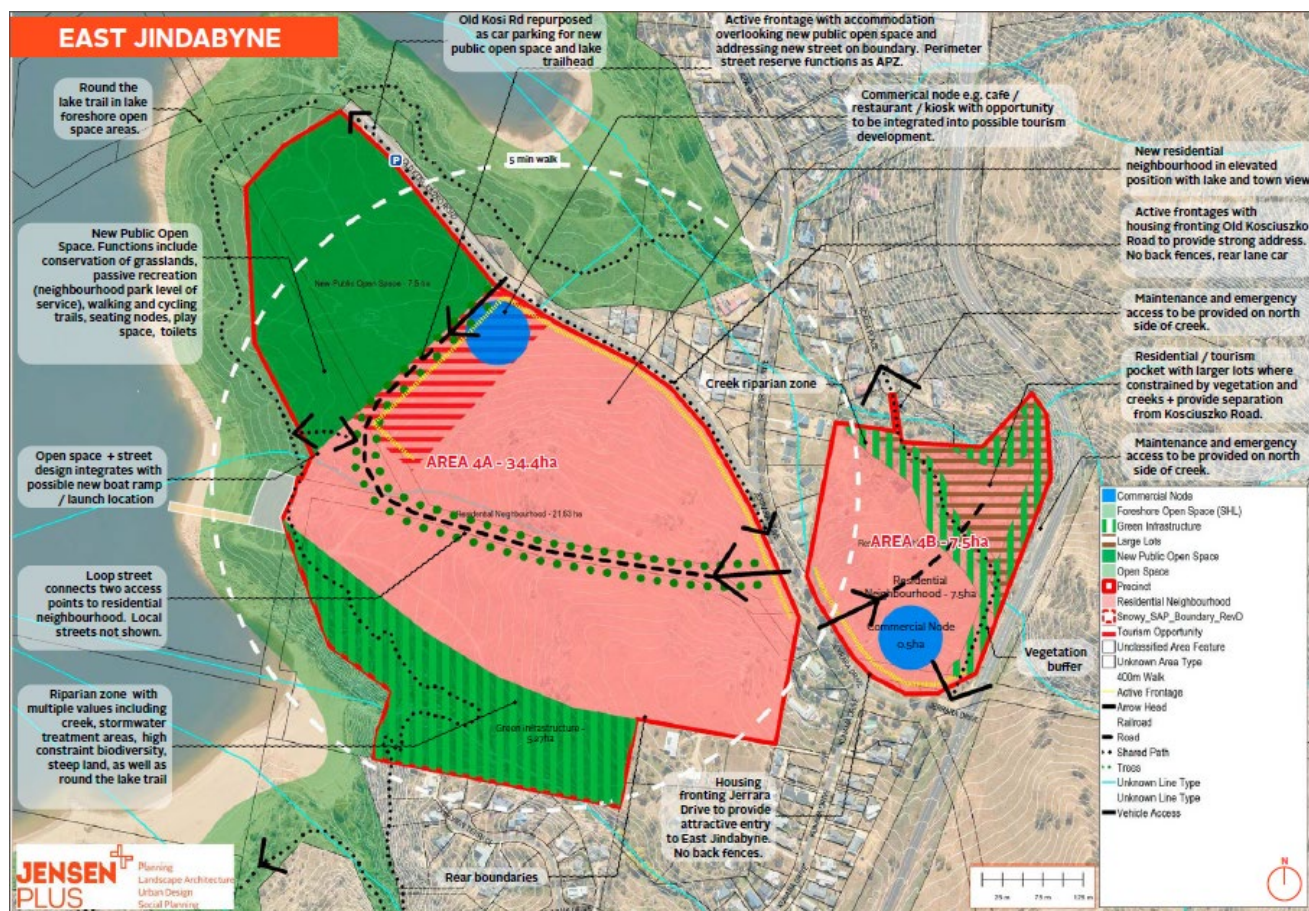 EAST JINDABYNE
Old Kosi Rd repurposed
as car parking for new
public open space and lake
trailhead
Active frontage with accommodation
overlooking new public open space and
addressing new street on boundary. Perimeter
street reserve functions as APZ.
Round the
lake trail in lake
foreshore open
space areas.
Commerical node e.g. cafe /
restaurant / kiosk with opportunity
to be integrated into possible tourism
development.
New residential
neighbourhood in elevated
position with lake and town view
5 min walk
P
Active frontages with
housing fronting Old Kosciuszko
Road to provide strong address.
No back fences, rear lane car
New Public Open
Space. Functions include
conservation of grasslands,
passive recreation
(neighbourhood park level of
service), walking and cycling
trails, seating nodes, play
space, toilets
New Public Open Space - 7.5 ha
Maintenance and emergency
access to be provided on north
side of creek.
Creek riparian zone
Residential / tourism
pocket with larger lots where
constrained by vegetation and
creeks + provide separation
from Kosciuszko Road.
Open space + street
design integrates with
possible new boat ramp
/ launch location
AREA 4A - 34.4ha
Maintenance and emergency
access to be provided on north
side of creek.
Residential Neighbourhood - 21.53 ha
AREA 4B - 7.5ha
Residential
Neighbourhood - 7.5ha
Commercial Node
0.5ha
Loop street
connects two access
points to residential
neighbourhood. Local
streets not shown.
Vegetation
buffer
Riparian zone with
multiple values including
creek, stormwater
treatment areas, high
constraint biodiversity,
steep land, as well as
round the lake trail
Green Infrastructure -
5.27ha
JERRARA DRIVE
Housing
fronting Jerrara
Drive to provide
attractive entry
to East Jindabyne.
No back fences.
Rear boundaries
Commercial Node
Foreshore Open Space (SHL)
Green Infrastructure
Large Lots
New Public Open Space
Open Space
Precinct
Residential Neighbourhood
Snowy_SAP_Boundary_RevD
Tourism Opportunity
Unclassified Area Feature
Unknown Area Type
400m Walk
Active Frontage
Arrow Head
Railroad
Road
Shared Path
Trees
Unknown Line Type
Unknown Line Type
Vehicle Access
JENSEN
PLUS
Planning
Landscape Architecture
Urban Design
Social Planning
25 m 75 m 125 m
N